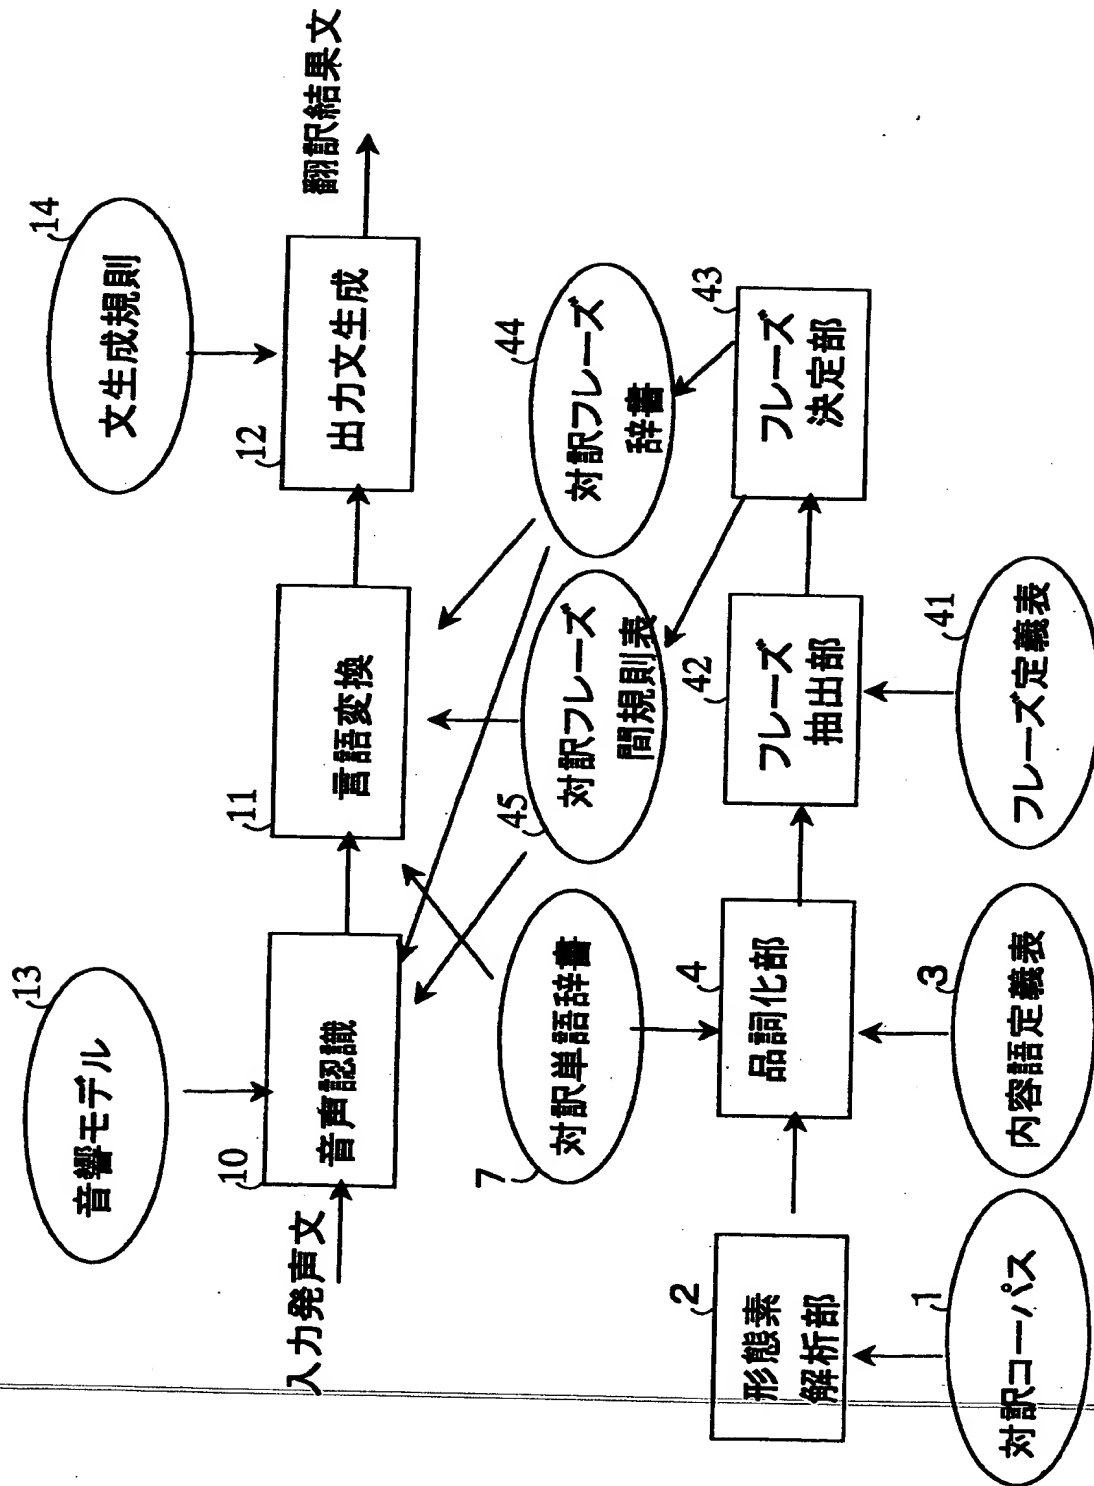 音響モデル
13
文生成規則
14
入力発声文
10
音声認識
11
言語変換
12
出力文生成
翻訳結果文
7
対訳単語辞書
45
対訳フレーズ
間規則表
44
対訳フレーズ
辞書
2
形態素
解析部
4
品詞化部
42
フレーズ
抽出部
43
フレーズ
決定部
1
対訳コーパス
3
内容語定義表
41
フレーズ定義表